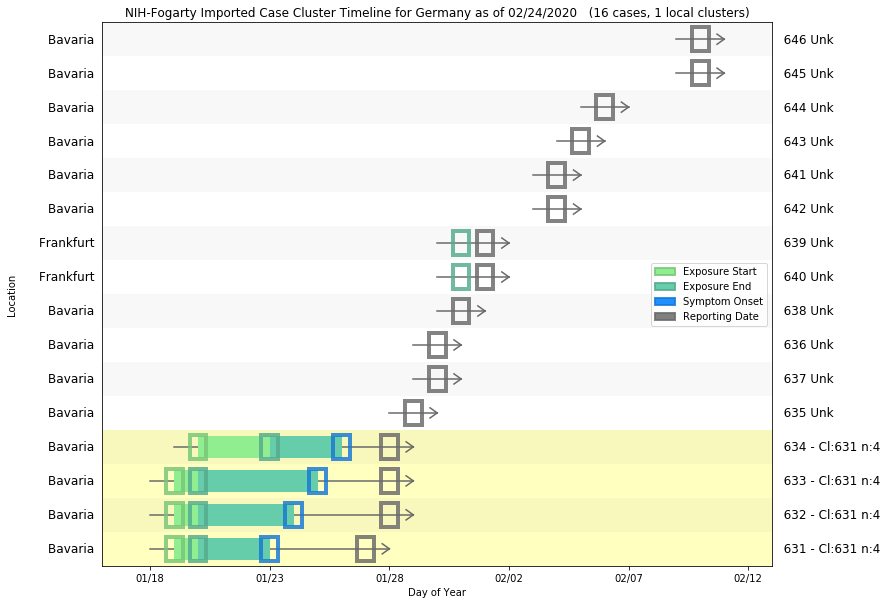 NIH-Fogarty Imported Case Cluster Timeline for Germany as of 02/24/2020 (16 cases, 1 local clusters)
Bavaria 646 Unk
Bavaria 645 Unk
Bavaria 644 Unk
Bavaria 643 Unk
Bavaria 641 Unk
Bavaria 642 Unk
Frankfurt 639 Unk
Frankfurt 640 Unk
Bavaria 638 Unk
Bavaria 636 Unk
Bavaria 637 Unk
Bavaria 635 Unk
Bavaria 634 - Cl:631 n:4
Bavaria 633 - Cl:631 n:4
Bavaria 632 - Cl:631 n:4
Bavaria 631 - Cl:631 n:4
Location
Exposure Start
Exposure End
Symptom Onset
Reporting Date
01/18 01/23 01/28 02/02 02/07 02/12
Day of Year